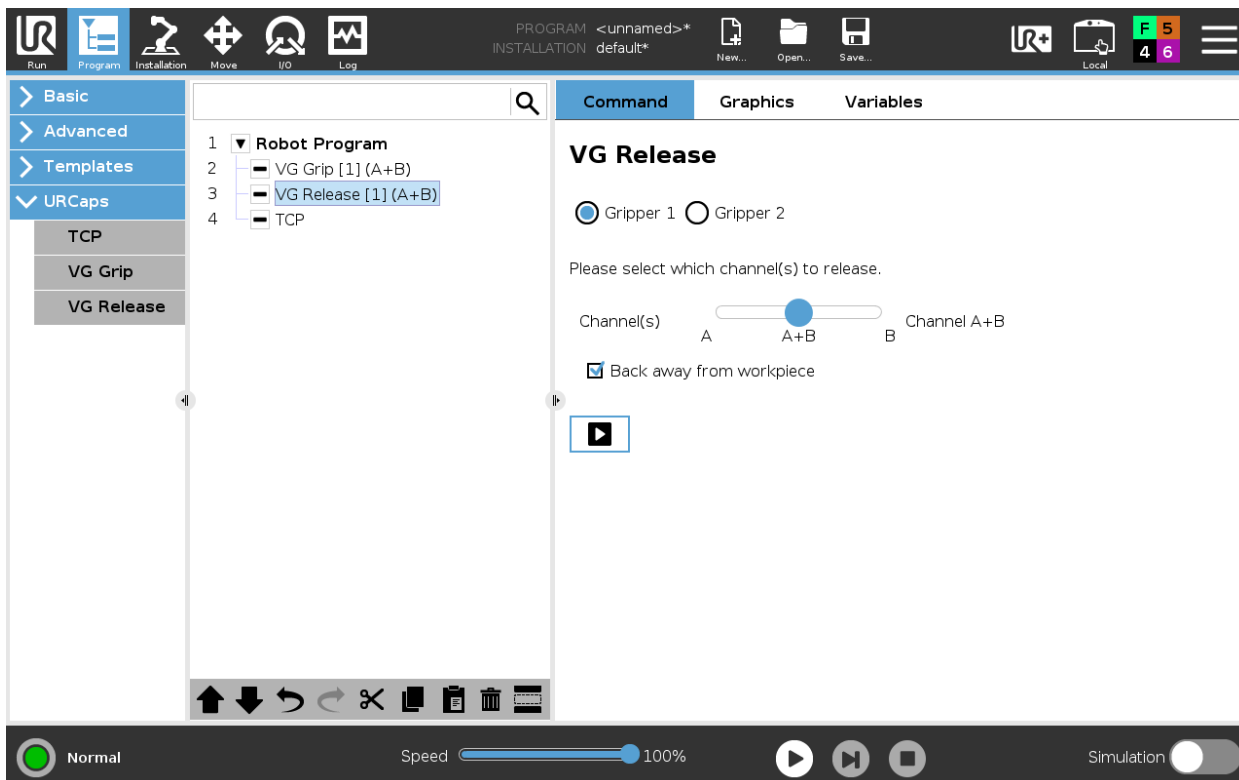 PROGRAM <unnamed>*
INSTALLATION default*
UR
Run
Program
Installation
Move
I/O
Log
New...
Open...
Save...
UR+
Local
F 5
4 6
Basic
Advanced
Templates
URCaps
TCP
VG Grip
VG Release
1 Robot Program
2 VG Grip [1] (A+B)
3 VG Release [1] (A+B)
4 TCP
Command Graphics Variables
VG Release
Gripper 1 Gripper 2
Please select which channel(s) to release.
Channel(s) A A+B B Channel A+B
Back away from workpiece
Normal
Speed 100%
Simulation